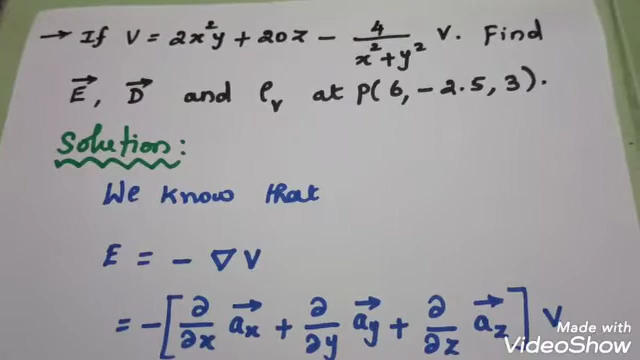 → If V = 2x²y + 20z − 4/(x²+y²) V. Find
E⃗, D⃗ and ρᵥ at P(6, −2.5, 3).
Solution:
We know that
E = − ∇V
= −[∂/∂x a⃗x + ∂/∂y a⃗y + ∂/∂z a⃗z] V
Made with
VideoShow